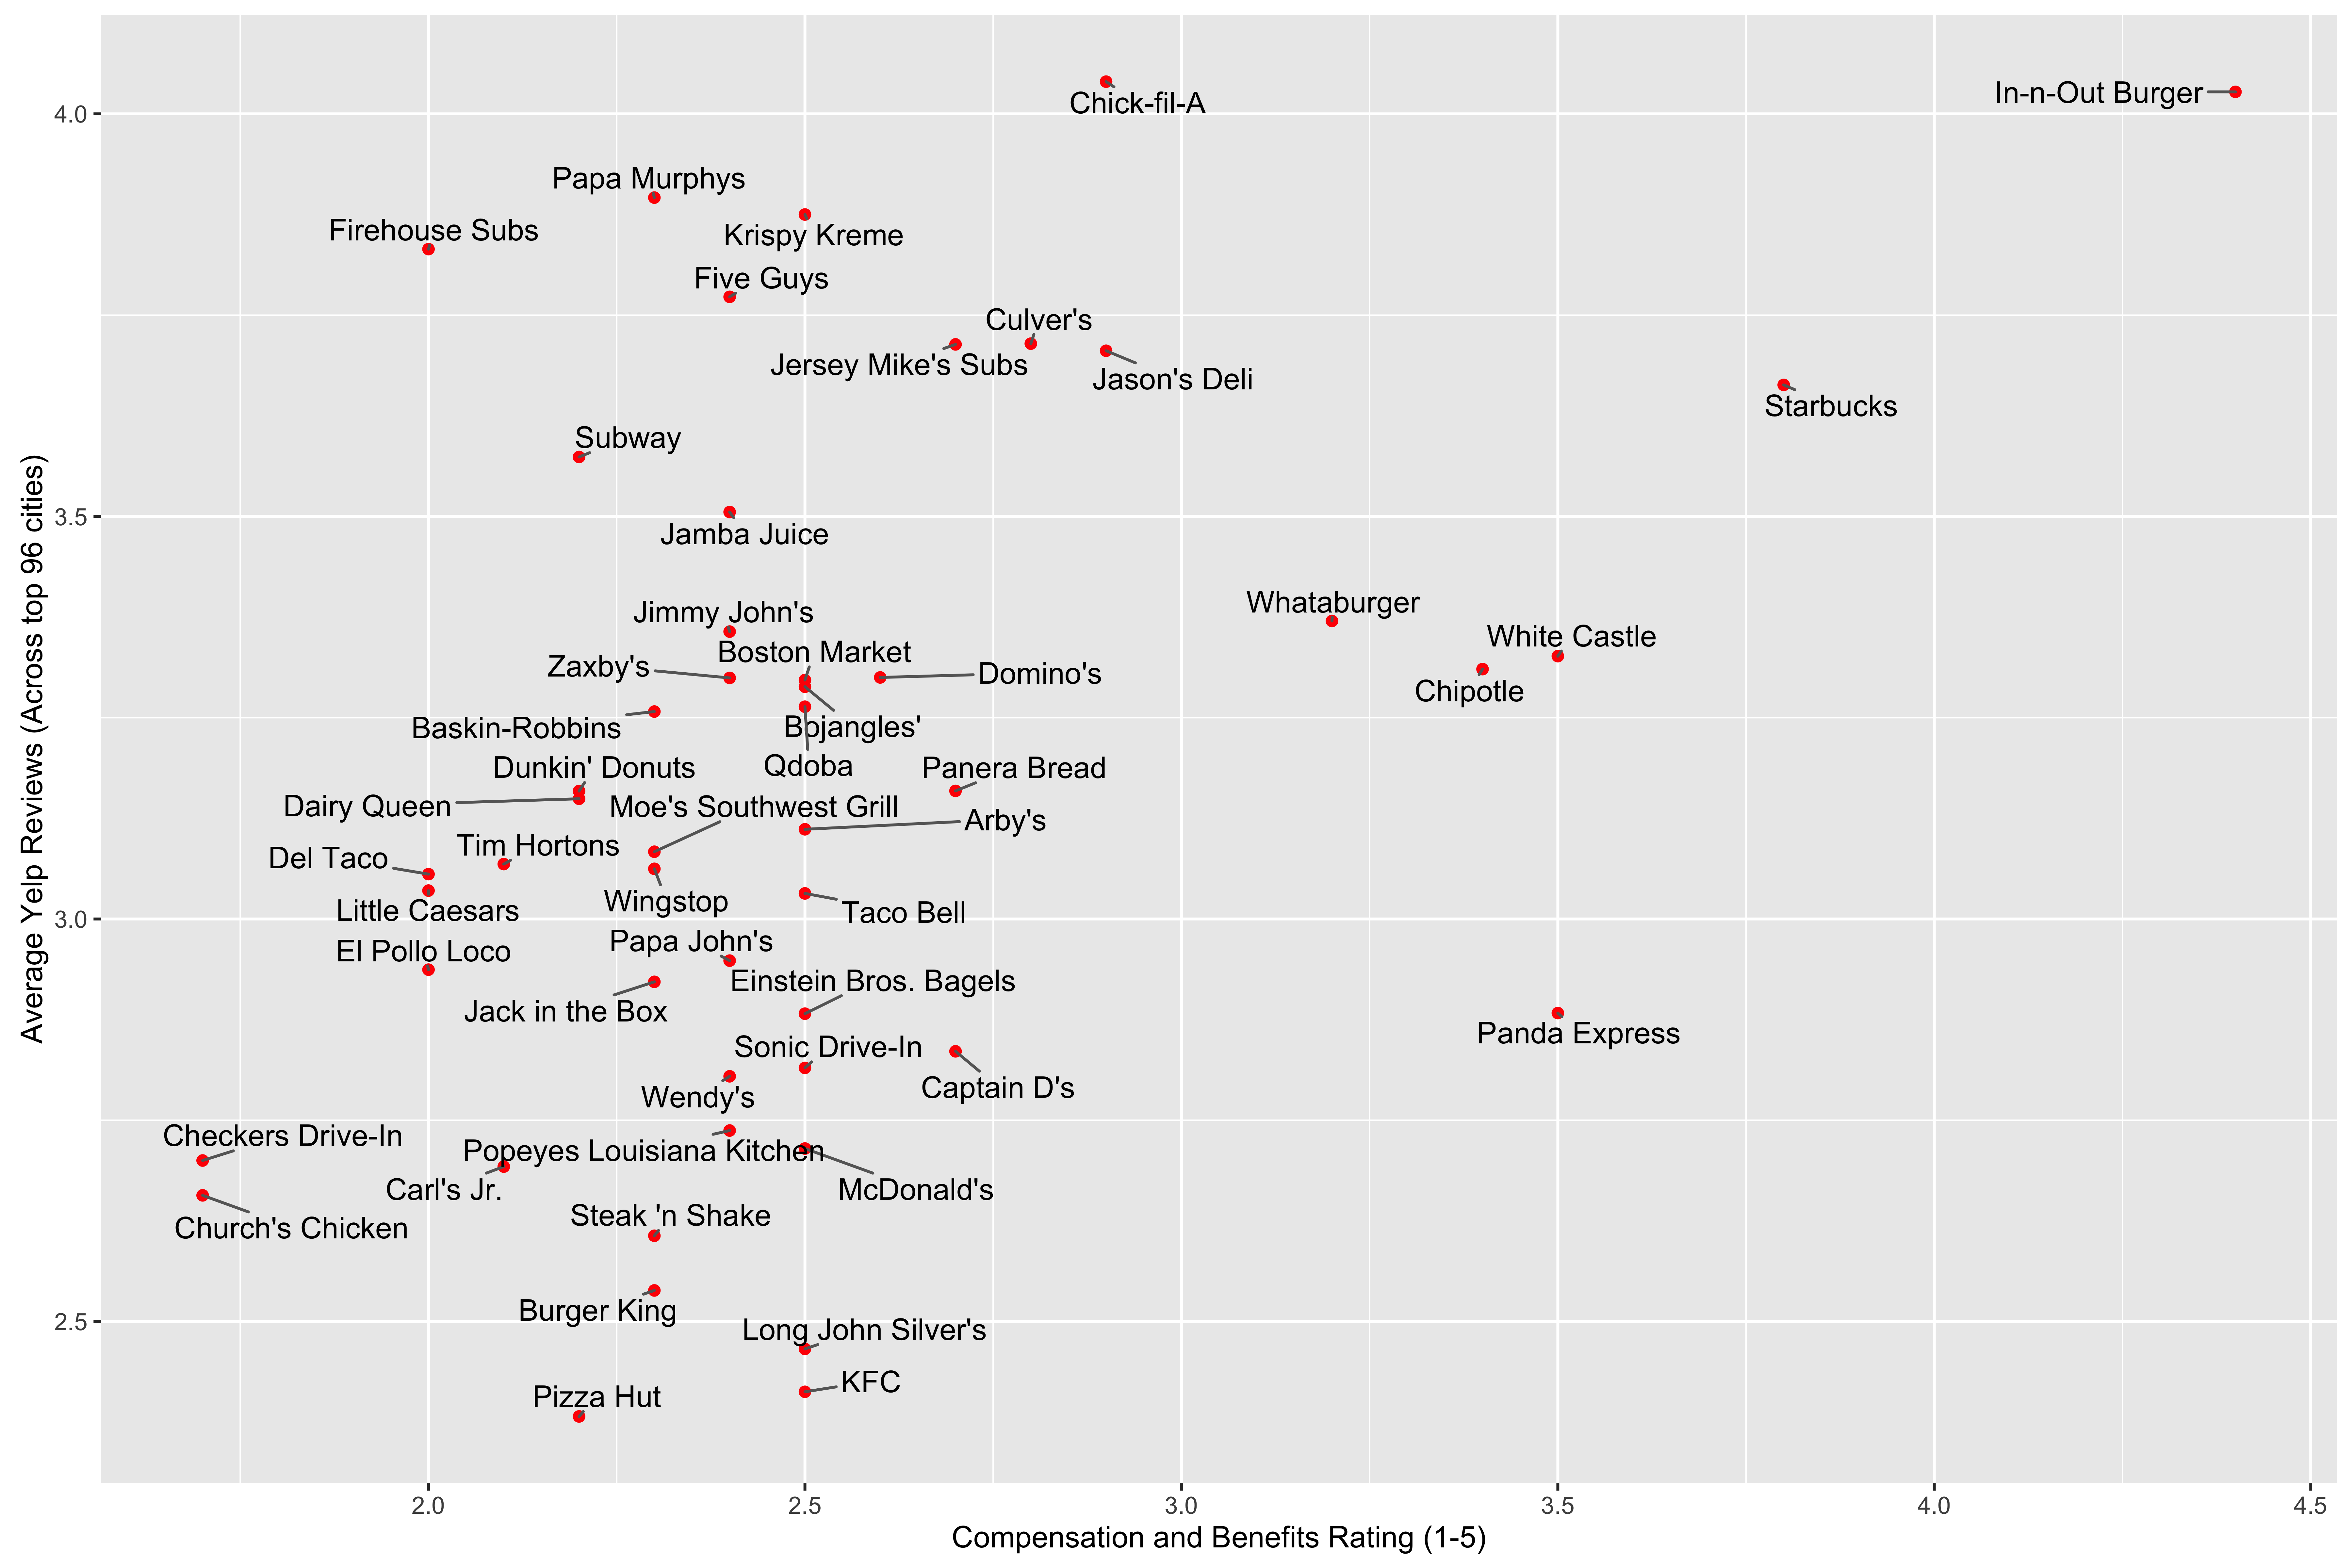 Chick-fil-A
In-n-Out Burger
4.0
Papa Murphys
Firehouse Subs
Krispy Kreme
Five Guys
Culver's
Jersey Mike's Subs
Jason's Deli
Starbucks
Subway
3.5
Jamba Juice
Whataburger
Jimmy John's
White Castle
Boston Market
Zaxby's
Domino's
Chipotle
Baskin-Robbins
Bojangles'
Qdoba
Dunkin' Donuts
Panera Bread
Dairy Queen
Moe's Southwest Grill
Arby's
Tim Hortons
Del Taco
Wingstop
Little Caesars
Taco Bell
3.0
Papa John's
El Pollo Loco
Einstein Bros. Bagels
Jack in the Box
Panda Express
Sonic Drive-In
Captain D's
Wendy's
Checkers Drive-In
Popeyes Louisiana Kitchen
Carl's Jr.
McDonald's
Steak 'n Shake
Church's Chicken
Burger King
2.5
Long John Silver's
KFC
Pizza Hut
2.0
2.5
3.0
3.5
4.0
4.5
Compensation and Benefits Rating (1-5)
Average Yelp Reviews (Across top 96 cities)